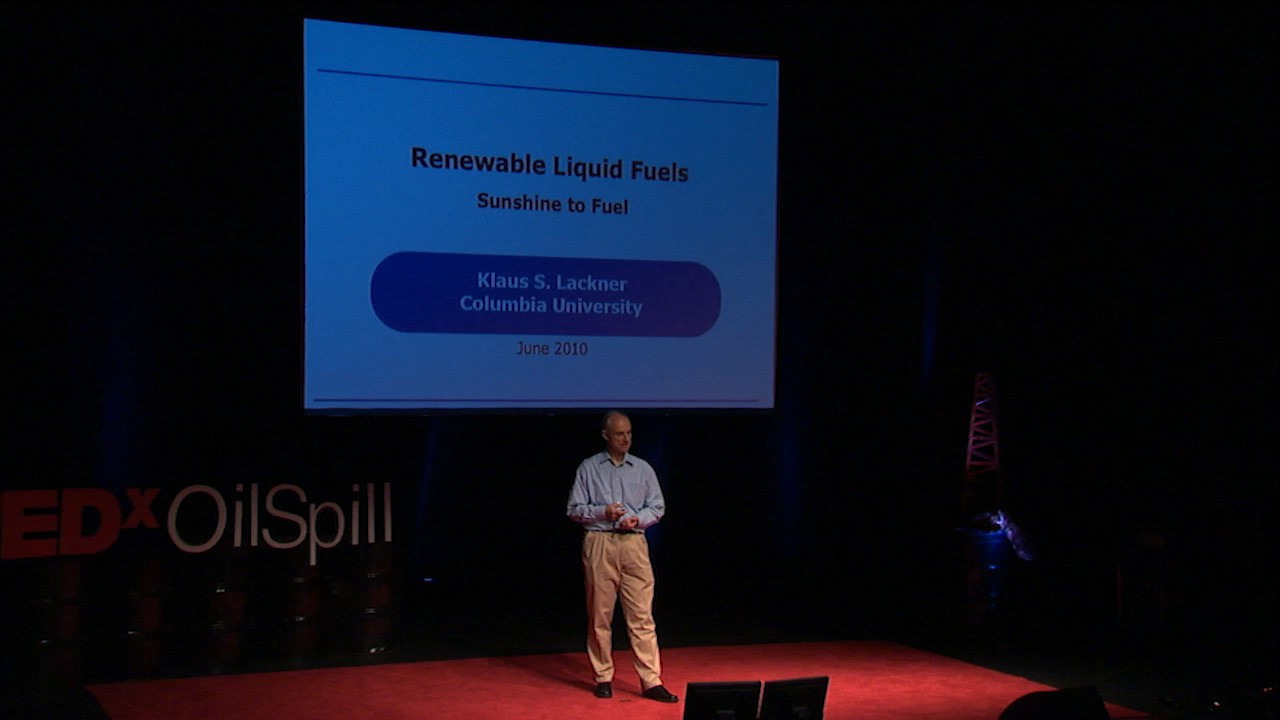 Renewable Liquid Fuels
Sunshine to Fuel
Klaus S. Lackner
Columbia University
June 2010
EDx OilSpill